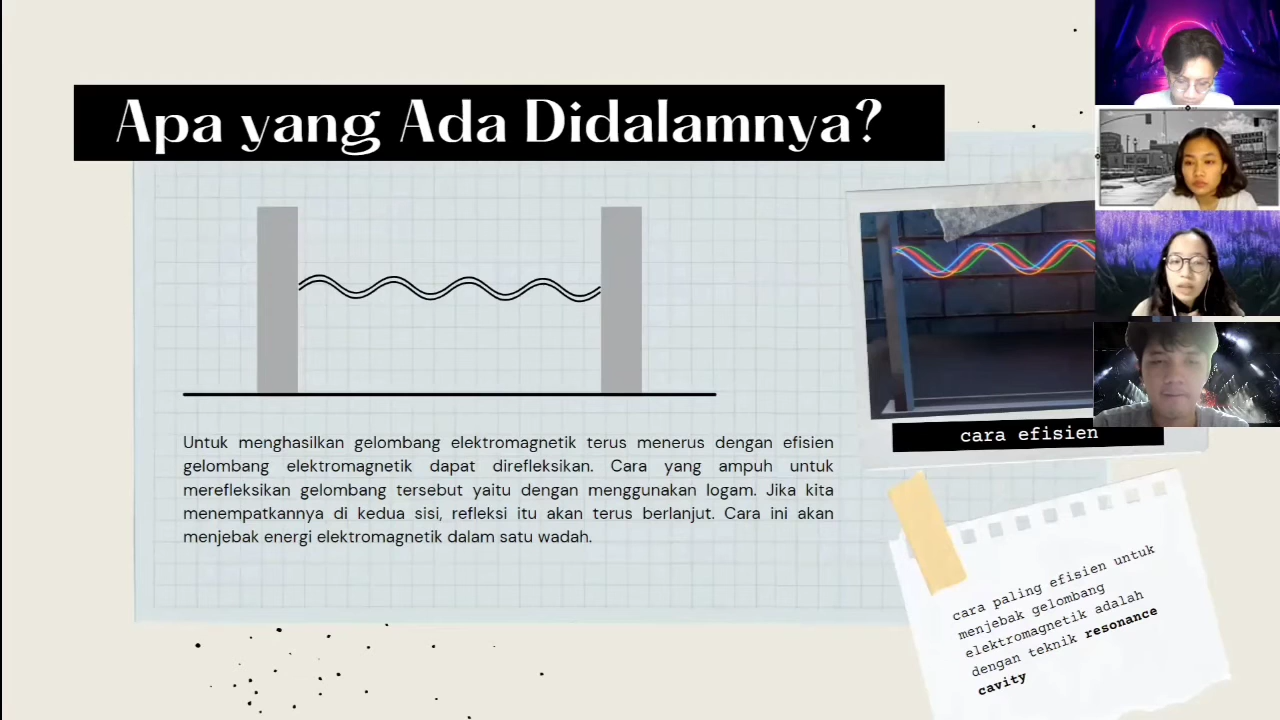 Apa yang Ada Didalamnya?
Untuk menghasilkan gelombang elektromagnetik terus menerus dengan efisien
gelombang elektromagnetik dapat direfleksikan. Cara yang ampuh untuk
merefleksikan gelombang tersebut yaitu dengan menggunakan logam. Jika kita
menempatkannya di kedua sisi, refleksi itu akan terus berlanjut. Cara ini akan
menjebak energi elektromagnetik dalam satu wadah.
cara efisien
cara paling efisien untuk
menjebak gelombang
elektromagnetik adalah
dengan teknik resonance
cavity